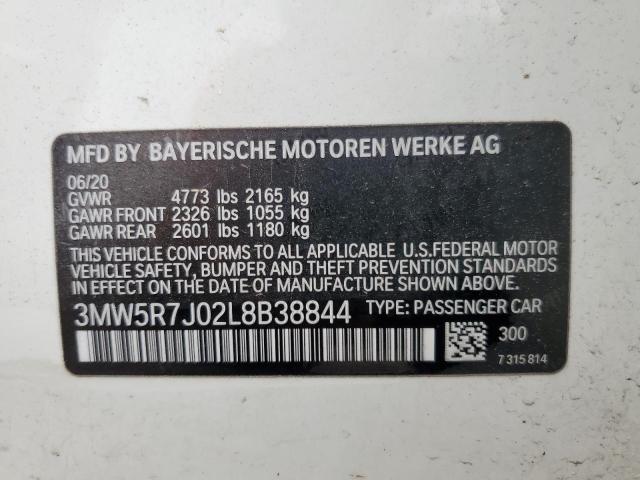 MFD BY BAYERISCHE MOTOREN WERKE AG
06/20
GVWR 4773 lbs 2165 kg
GAWR FRONT 2326 lbs 1055 kg
GAWR REAR 2601 lbs 1180 kg
THIS VEHICLE CONFORMS TO ALL APPLICABLE U.S.FEDERAL MOTOR
VEHICLE SAFETY, BUMPER AND THEFT PREVENTION STANDARDS
IN EFFECT ON THE DATE OF MANUFACTURE SHOWN ABOVE.
3MW5R7J02L8B38844 TYPE: PASSENGER CAR
300
7 315 814